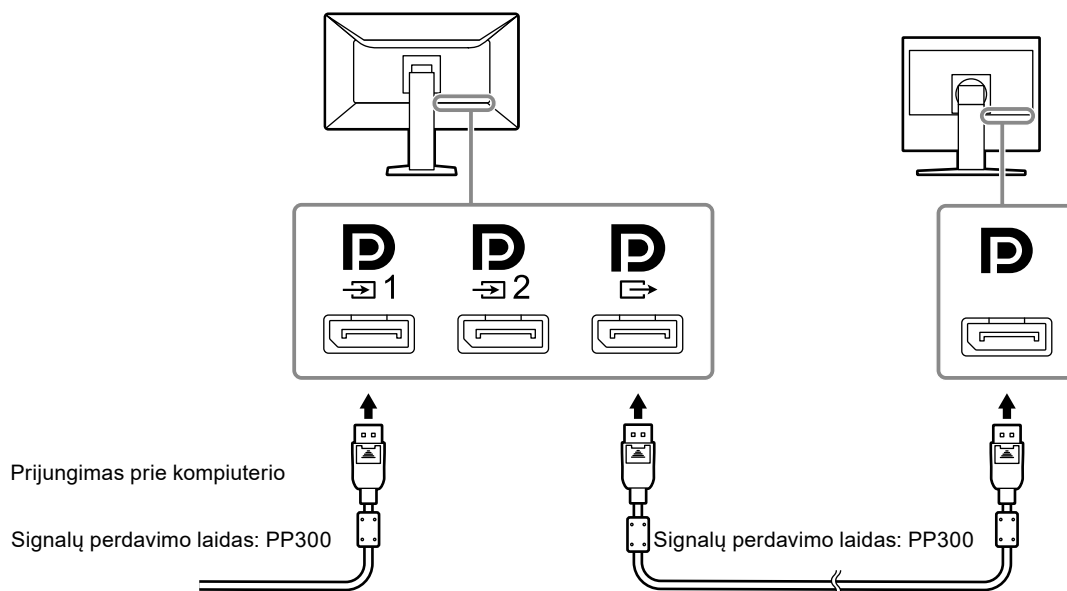 1
2
Prijungimas prie kompiuterio
Signalų perdavimo laidas: PP300
Signalų perdavimo laidas: PP300